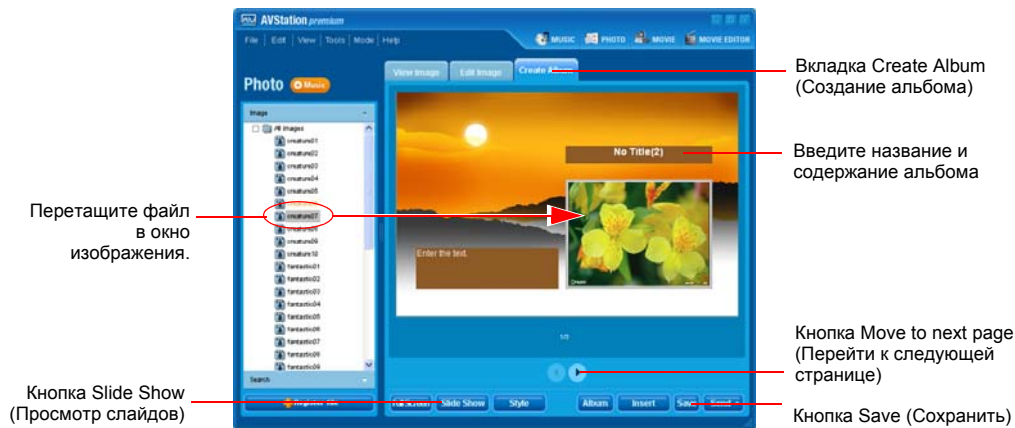 AVStation premium
File Edit View Tools Mode Help
MUSIC PHOTO MOVIE MOVIE EDITOR
Photo Music
View Image Edit Image Create Album
Image
All Images
creature01
creature02
creature03
creature04
creature05
creature07
creature09
creature10
fantastic01
fantastic02
fantastic03
fantastic04
fantastic05
fantastic06
fantastic07
fantastic08
fantastic09
Search
No Title(2)
Enter the text.
1/3
Slide Show Style Album Insert Save Send
Вкладка Create Album
(Создание альбома)
Введите название и
содержание альбома
Перетащите файл
в окно
изображения.
Кнопка Move to next page
(Перейти к следующей
странице)
Кнопка Slide Show
(Просмотр слайдов)
Кнопка Save (Сохранить)